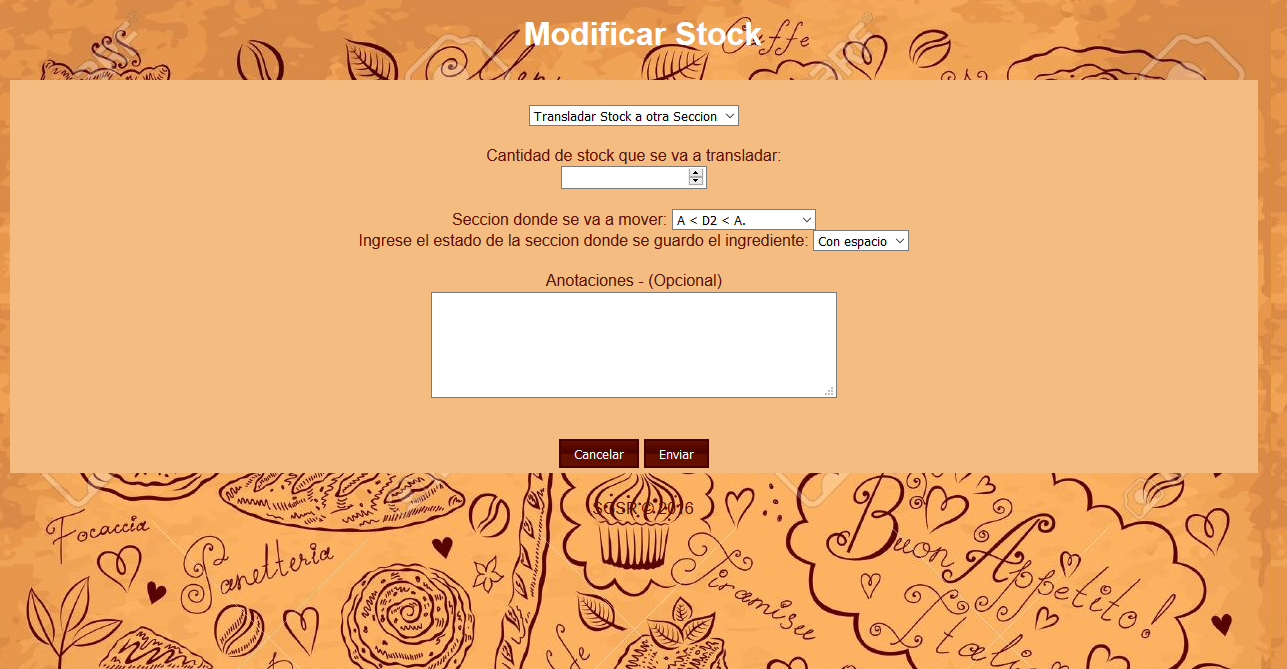 Modificar Stock
Caffe
Transladar Stock a otra Seccion
Cantidad de stock que se va a transladar:
Seccion donde se va a mover: A < D2 < A.
Ingrese el estado de la seccion donde se guardo el ingrediente: Con espacio
Anotaciones - (Opcional)
Cancelar Enviar
SGSR © 2016
Focaccia
Panetteria
Tiramisu
Buon Appetito!